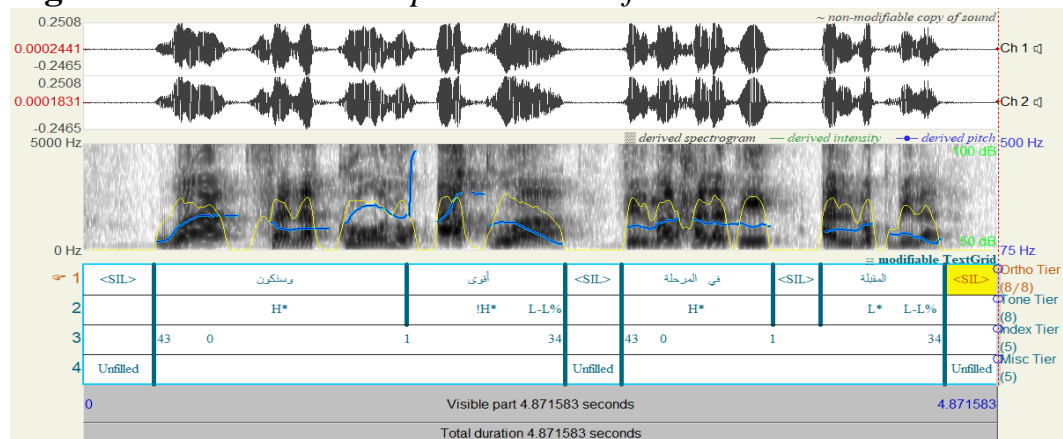 ~ non-modifiable copy of sound
0.2508
0.0002441
-0.2465
Ch 1
0.2508
0.0001831
-0.2465
Ch 2
derived spectrogram — derived intensity derived pitch
5000 Hz 100 dB 500 Hz
0 Hz 50 dB 75 Hz
modifiable TextGrid
1 <SIL> وسنكون أقوى <SIL> في المرحلة <SIL> المقبلة <SIL> Ortho Tier (8/8)
2 H* !H* L-L% H* L* L-L% Tone Tier (8)
3 43 0 1 34 43 0 1 34 Index Tier (5)
4 Unfilled Unfilled Unfilled Misc Tier (5)
0 Visible part 4.871583 seconds 4.871583
Total duration 4.871583 seconds